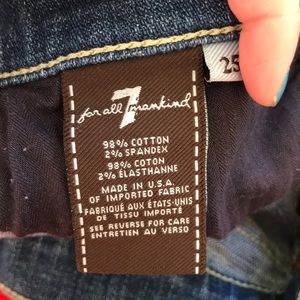 7
for all mankind
25
98% COTTON
2% SPANDEX
98% COTON
2% ÉLASTHANNE
MADE IN U.S.A.
OF IMPORTED FABRIC
FABRIQUÉ AUX ÉTATS-UNIS
DE TISSU IMPORTÉ
SEE REVERSE FOR CARE
ENTRETIEN AU VERSO